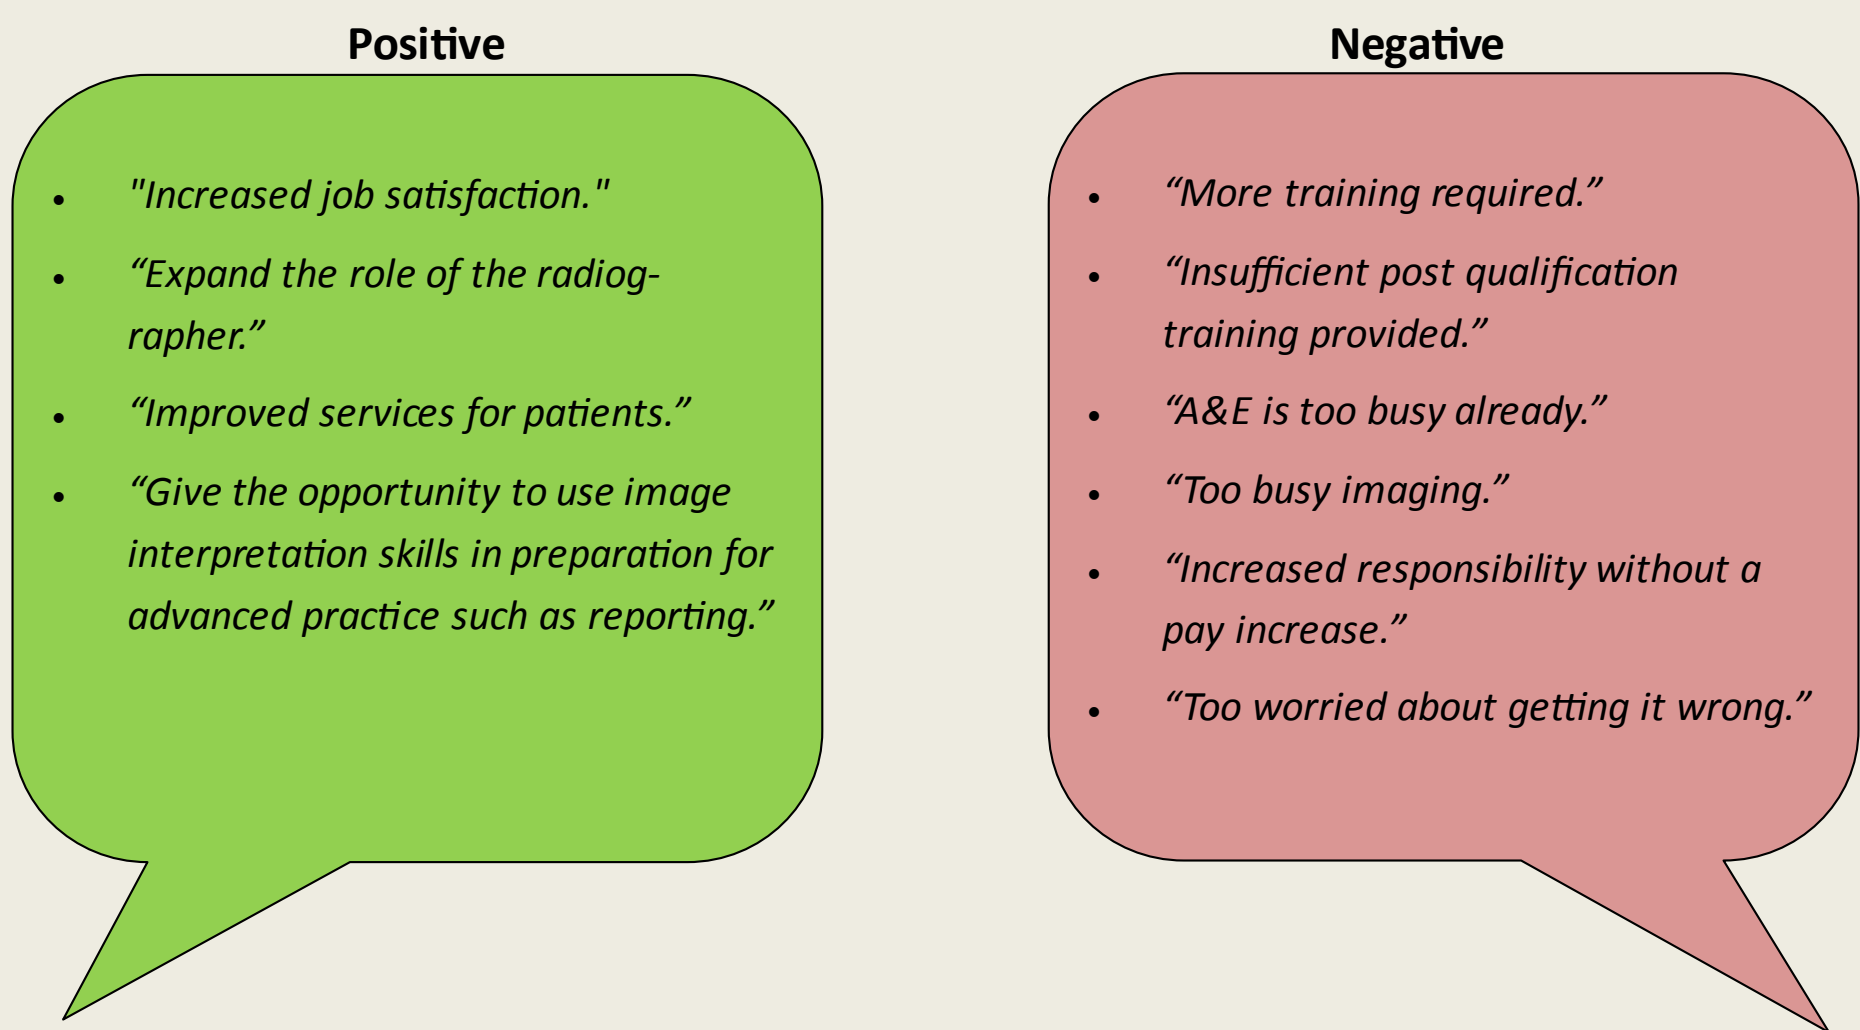 Positive
• "Increased job satisfaction."
• “Expand the role of the radiog-
rapher.”
• “Improved services for patients.”
• “Give the opportunity to use image
interpretation skills in preparation for
advanced practice such as reporting.”
Negative
• “More training required.”
• “Insufficient post qualification
training provided.”
• “A&E is too busy already.”
• “Too busy imaging.”
• “Increased responsibility without a
pay increase.”
• “Too worried about getting it wrong.”